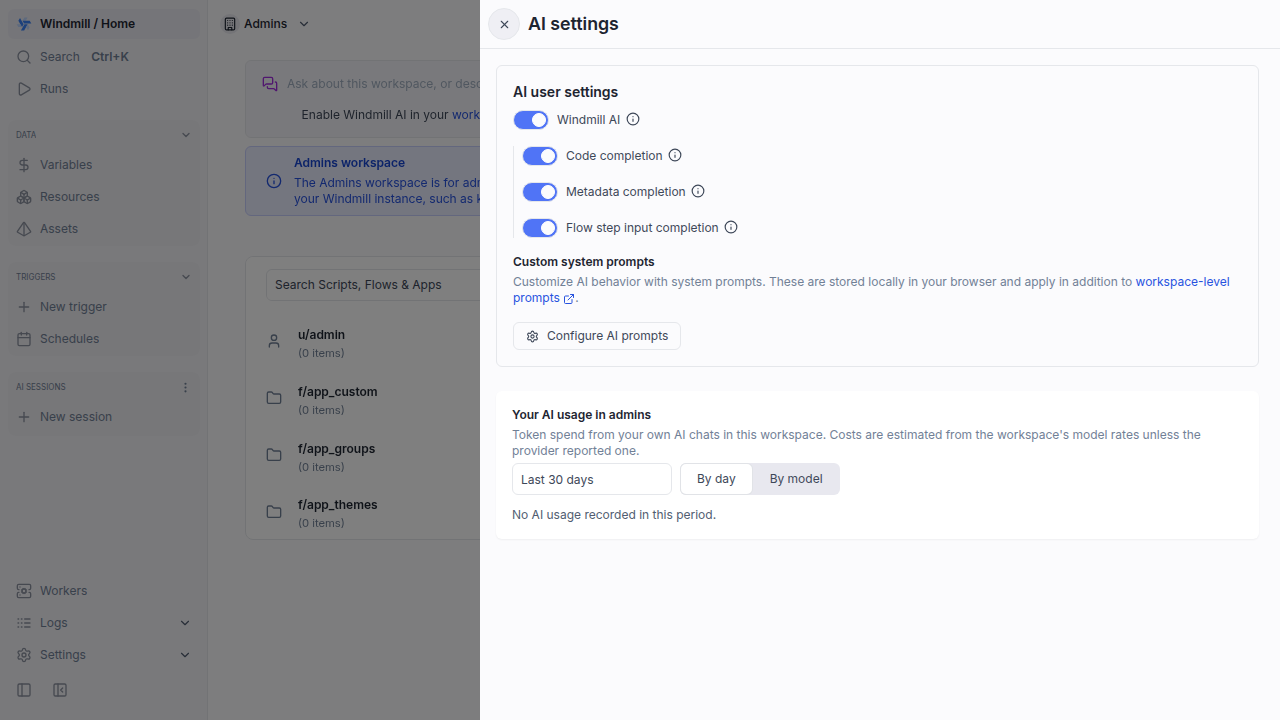 Windmill / Home
Search Ctrl+K
Runs
DATA
Variables
Resources
Assets
TRIGGERS
New trigger
Schedules
AI SESSIONS
New session
Workers
Logs
Settings
Admins
Ask about this workspace, or desc
Enable Windmill AI in your work
Admins workspace
The Admins workspace is for adm
your Windmill instance, such as k
Search Scripts, Flows & Apps
u/admin
(0 items)
f/app_custom
(0 items)
f/app_groups
(0 items)
f/app_themes
(0 items)
AI settings
AI user settings
Windmill AI
Code completion
Metadata completion
Flow step input completion
Custom system prompts
Customize AI behavior with system prompts. These are stored locally in your browser and apply in addition to workspace-level
prompts .
Configure AI prompts
Your AI usage in admins
Token spend from your own AI chats in this workspace. Costs are estimated from the workspace's model rates unless the
provider reported one.
Last 30 days
By day
By model
No AI usage recorded in this period.